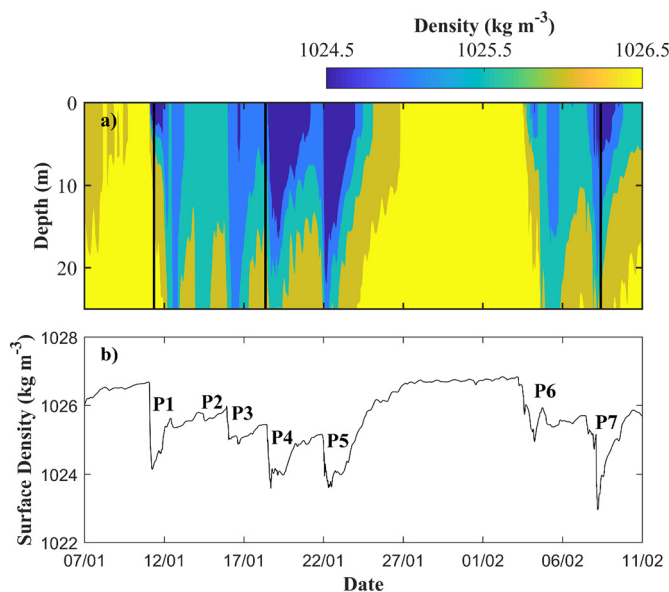 Density (kg m-3)
1024.5 1025.5 1026.5
a)
0
10
20
Depth (m)
b)
1028
1026
1024
1022
Surface Density (kg m-3)
P1 P2 P3 P4 P5 P6 P7
07/01 12/01 17/01 22/01 27/01 01/02 06/02 11/02
Date